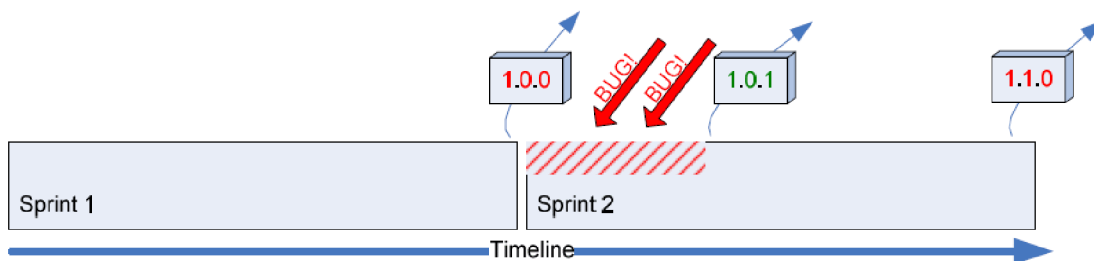 1.0.0
BUG!
BUG!
1.0.1
1.1.0
Sprint 1
Sprint 2
Timeline